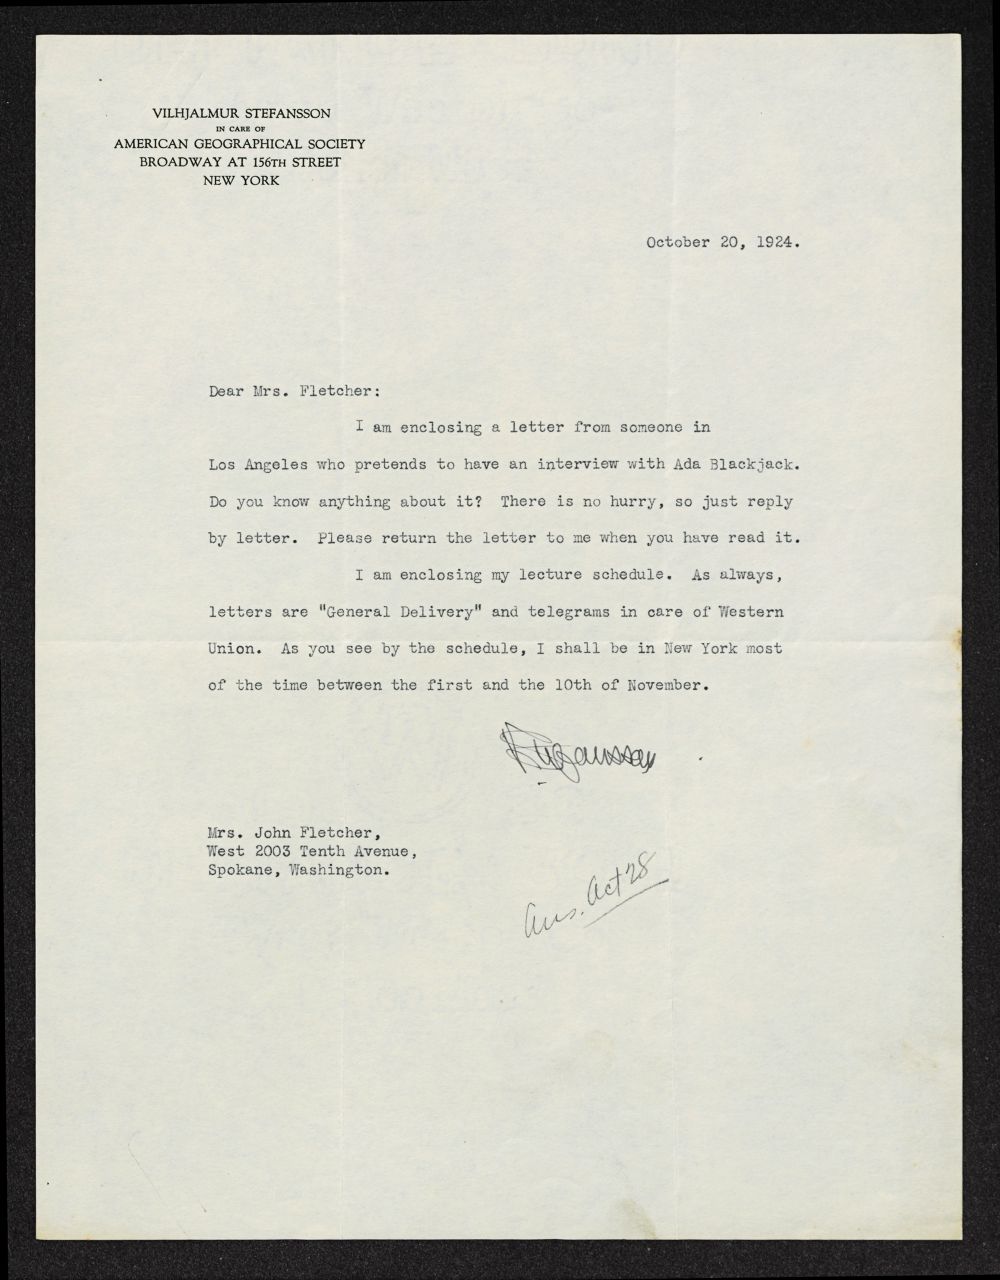 VILHJALMUR STEFANSSON
IN CARE OF
AMERICAN GEOGRAPHICAL SOCIETY
BROADWAY AT 156TH STREET
NEW YORK
October 20, 1924.
Dear Mrs. Fletcher:
I am enclosing a letter from someone in
Los Angeles who pretends to have an interview with Ada Blackjack.
Do you know anything about it?  There is no hurry, so just reply
by letter.  Please return the letter to me when you have read it.
I am enclosing my lecture schedule.  As always,
letters are "General Delivery" and telegrams in care of Western
Union.  As you see by the schedule, I shall be in New York most
of the time between the first and the 10th of November.
Mrs. John Fletcher,
West 2003 Tenth Avenue,
Spokane, Washington.
Ans. Oct 28